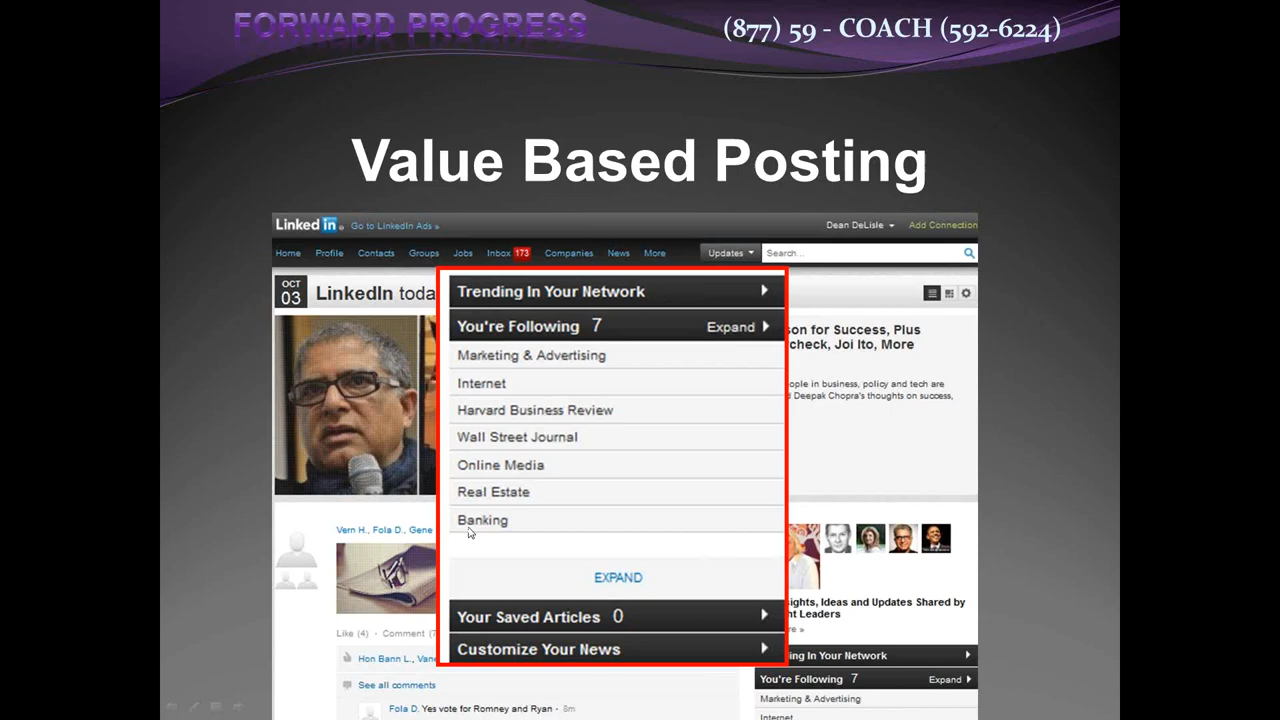 FORWARD PROGRESS
(877) 59 - COACH (592-6224)
Value Based Posting
Linked in
Go to LinkedIn Ads »
Dean DeLisle
Add Connection
Home Profile Contacts Groups Jobs Inbox 173 Companies News More
Updates
Search...
OCT
03
LinkedIn toda
Trending In Your Network
You're Following 7
Expand
Marketing & Advertising
Internet
Harvard Business Review
Wall Street Journal
Online Media
Real Estate
Banking
EXPAND
Your Saved Articles 0
Customize Your News
son for Success, Plus
check, Joi Ito, More
ople in business, policy and tech are
d Deepak Chopra's thoughts on success,
Vern H., Fola D., Gene
Like (4) · Comment (7
Hon Bann L., Vane
See all comments
Fola D. Yes vote for Romney and Ryan · 8m
sights, Ideas and Updates Shared by
nt Leaders
re »
ing In Your Network
You're Following 7
Expand
Marketing & Advertising
Internet